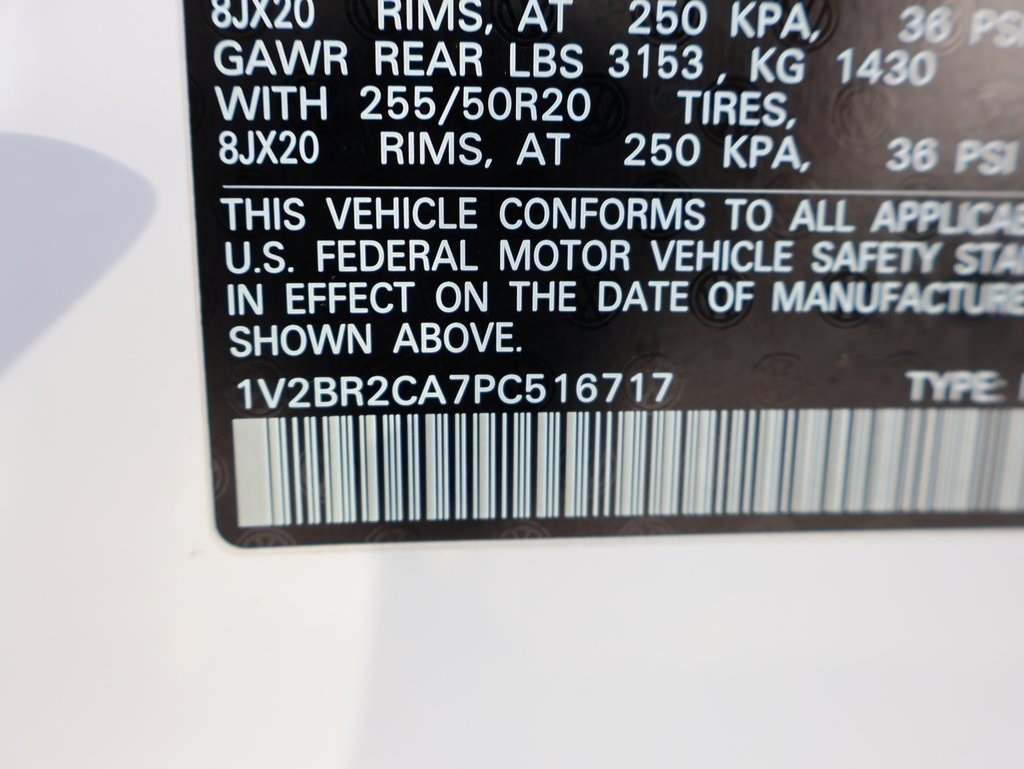 8JX20 RIMS, AT 250 KPA, 36 PSI
GAWR REAR LBS 3153, KG 1430
WITH 255/50R20 TIRES,
8JX20 RIMS, AT 250 KPA, 36 PSI
THIS VEHICLE CONFORMS TO ALL
U.S. FEDERAL MOTOR VEHICLE SAFETY
IN EFFECT ON THE DATE OF MANUFACTURE
SHOWN ABOVE.
1V2BR2CA7PC516717 TYPE: